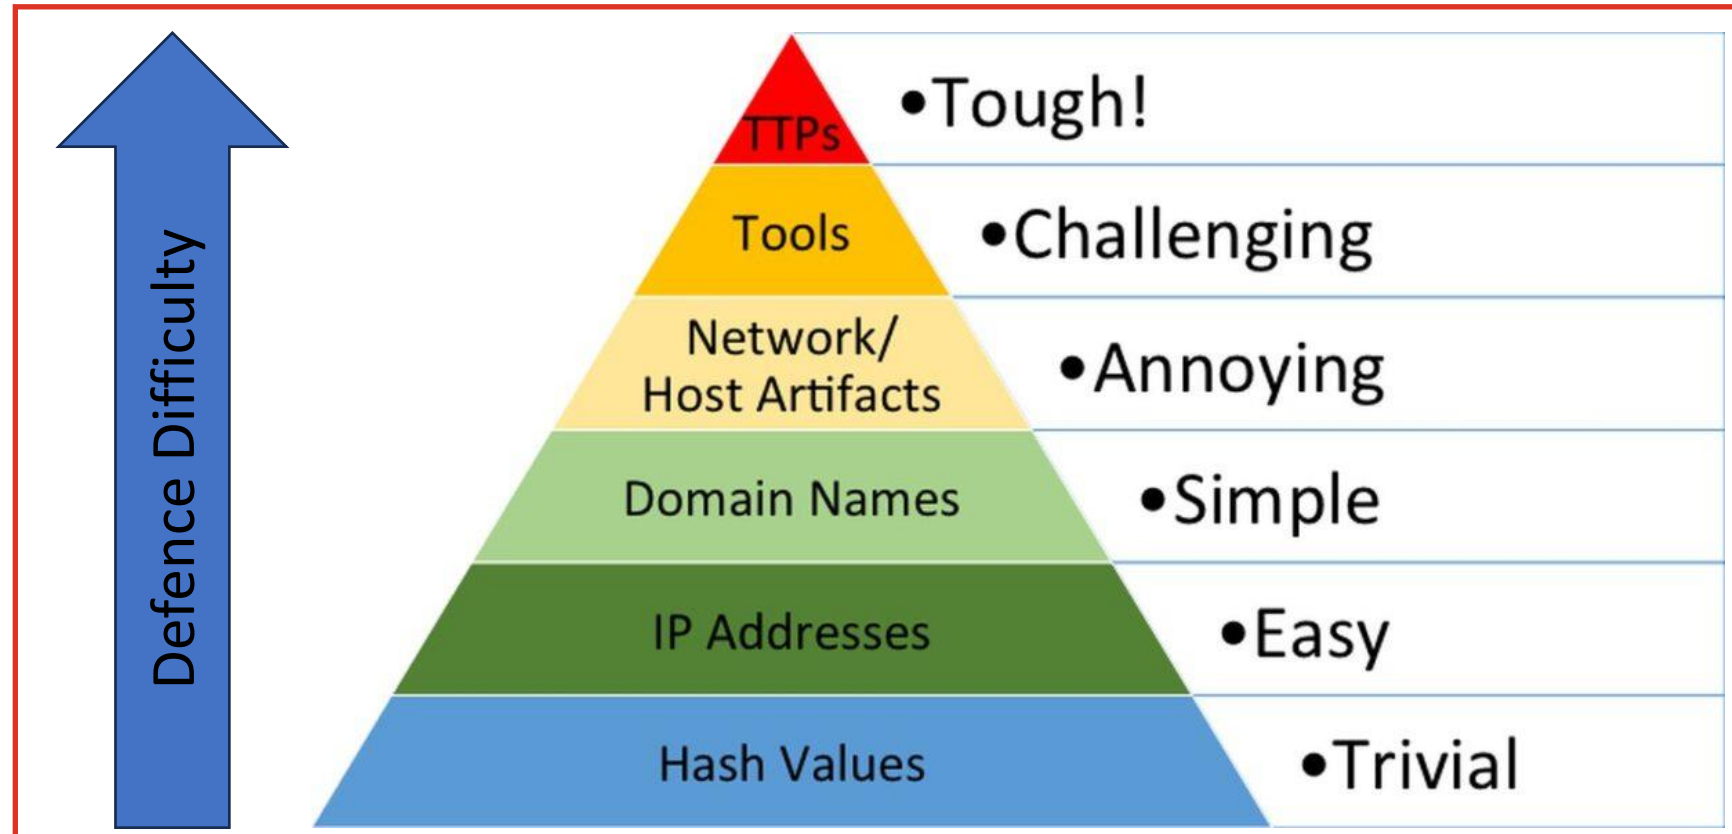 Defence Difficulty
TTPs
•Tough!
Tools
•Challenging
Network/
Host Artifacts
•Annoying
Domain Names
•Simple
IP Addresses
•Easy
Hash Values
•Trivial